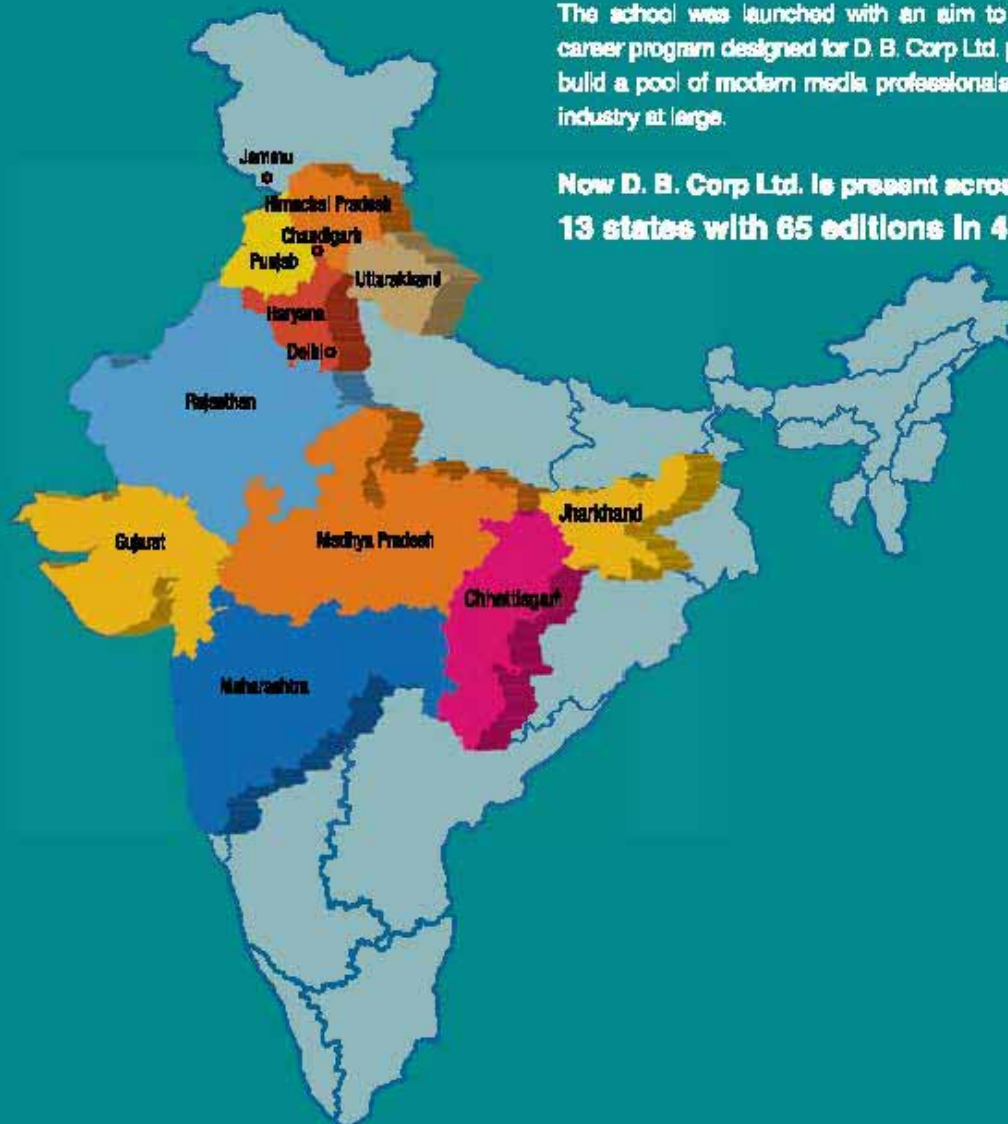 The school was launched with an aim to
career program designed for D. B. Corp Ltd.
build a pool of modern media professionals
industry at large.
Now D. B. Corp Ltd. is present across
13 states with 65 editions in 4
Jammu
Himachal Pradesh
Chandigarh
Punjab
Uttarakhand
Haryana
Delhi
Rajasthan
Gujarat
Madhya Pradesh
Jharkhand
Chhattisgarh
Maharashtra